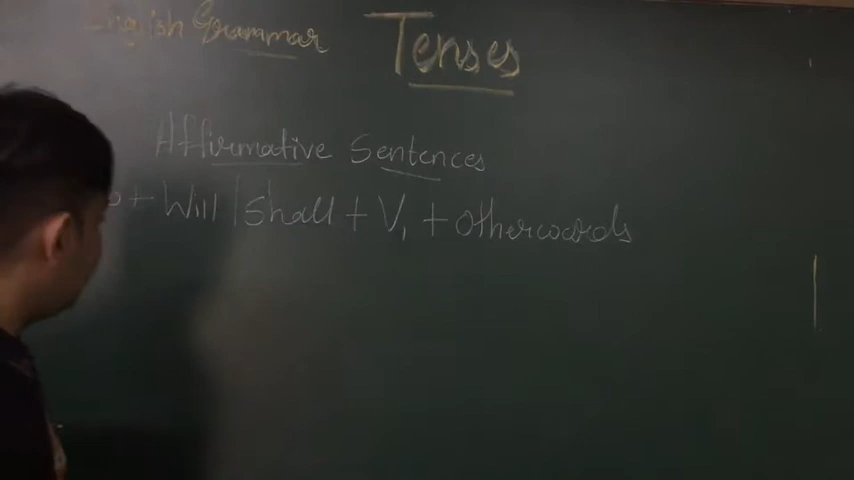 English Grammar
Tenses
Affirmative Sentences
+ Will | Shall + V1 + otherwords